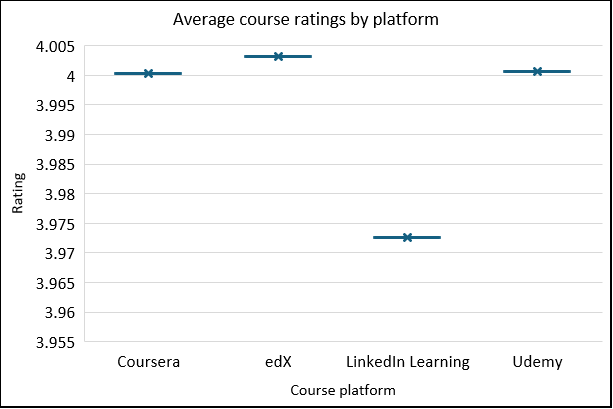 Average course ratings by platform
4.005
4
3.995
3.99
3.985
3.98
3.975
3.97
3.965
3.96
3.955
Rating
Coursera edX LinkedIn Learning Udemy
Course platform